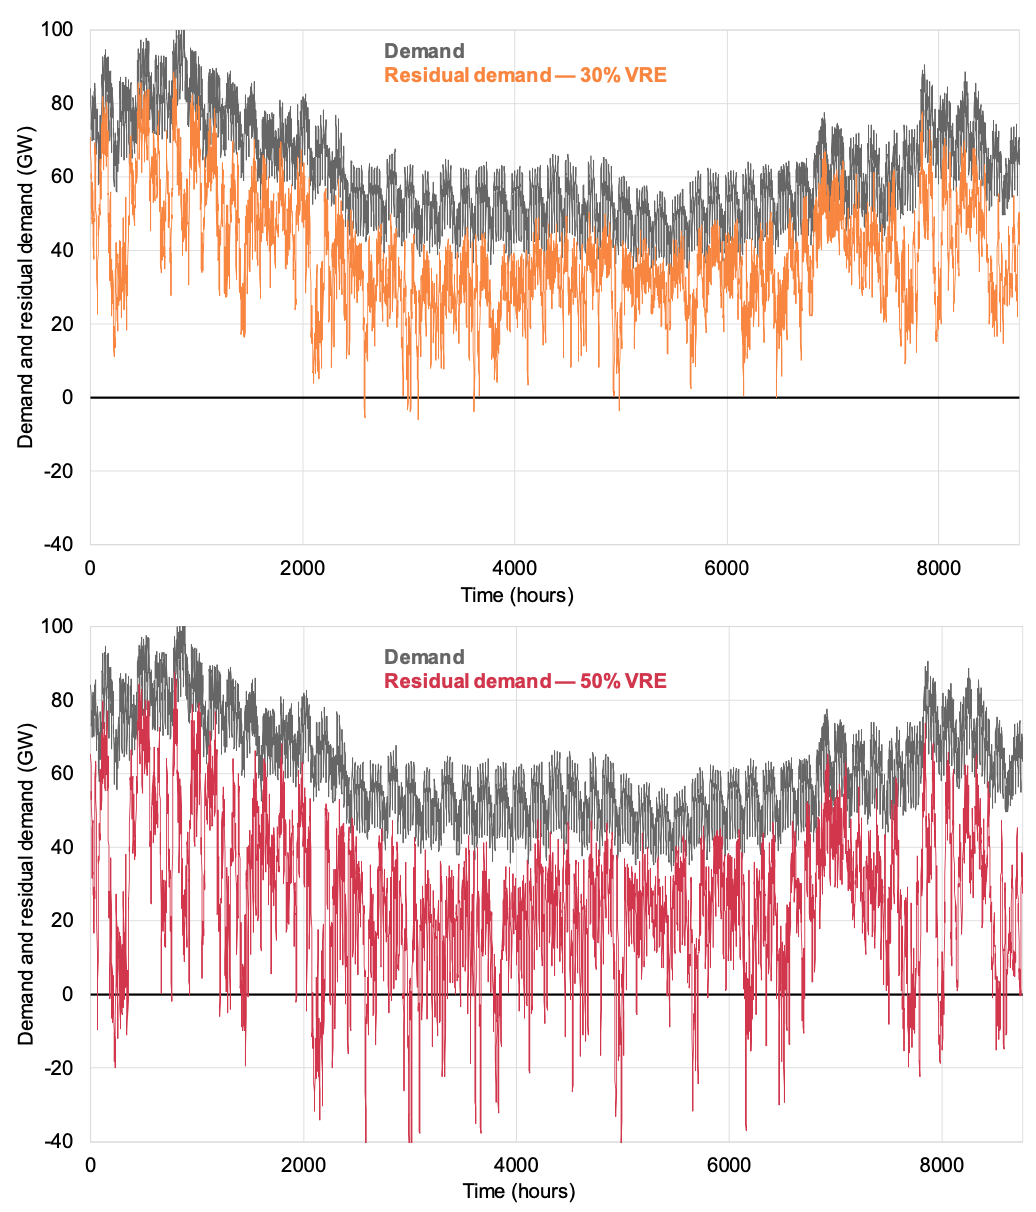 100
Demand
Residual demand — 30% VRE
80
60
40
20
0
-20
-40
Demand and residual demand (GW)
0 2000 4000 6000 8000
Time (hours)
100
Demand
Residual demand — 50% VRE
80
60
40
20
0
-20
-40
Demand and residual demand (GW)
0 2000 4000 6000 8000
Time (hours)